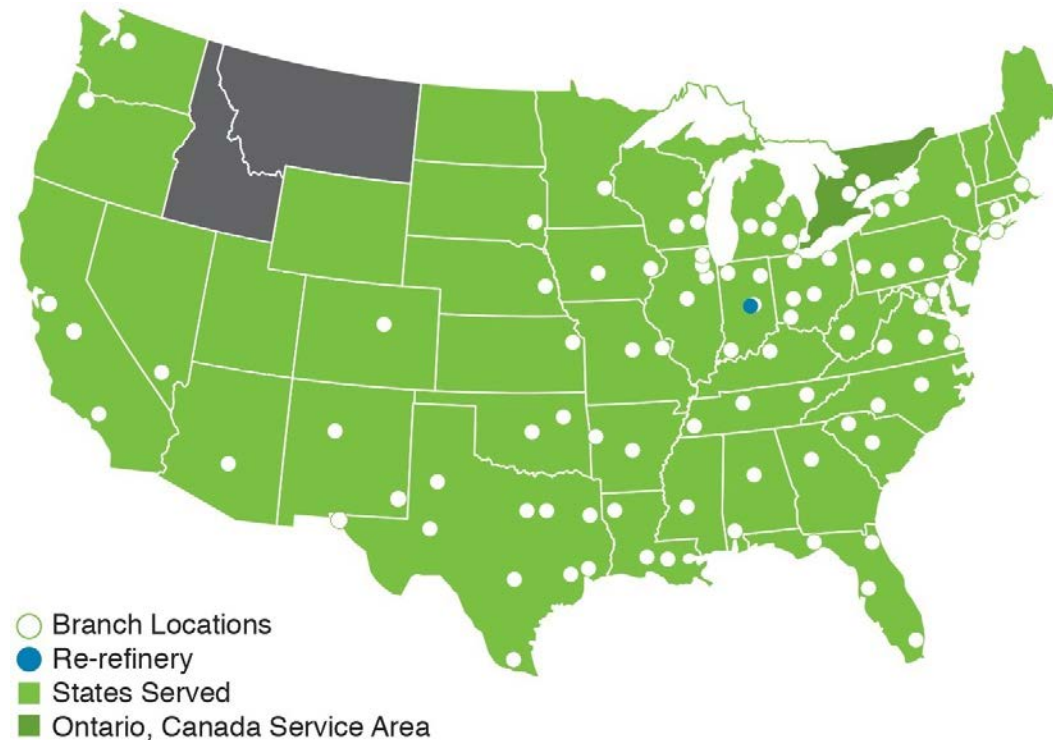 Branch Locations
Re-refinery
States Served
Ontario, Canada Service Area